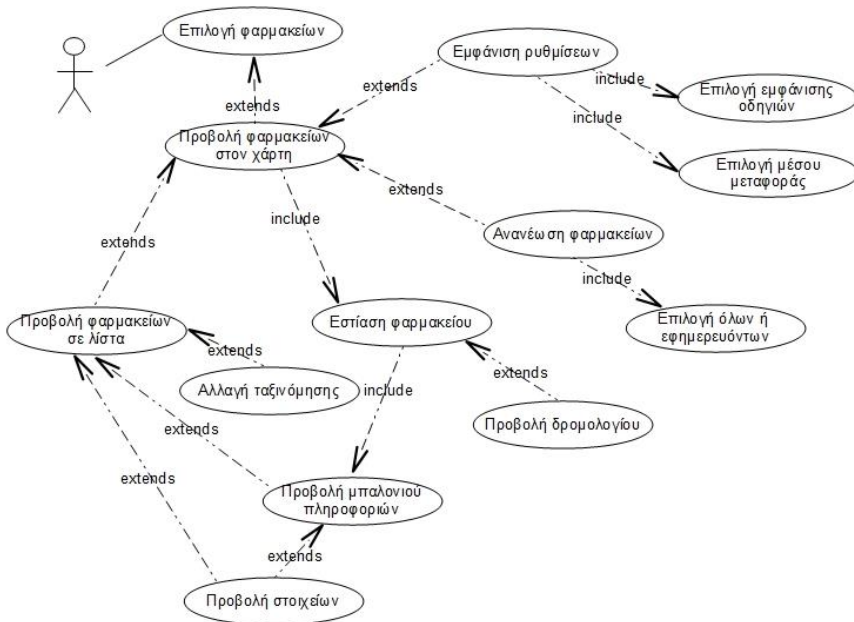 Επιλογή φαρμακείων
Εμφάνιση ρυθμίσεων
include
Επιλογή εμφάνισης
οδηγιών
extends
extends
include
Προβολή φαρμακείων
στον χάρτη
Επιλογή μέσου
μεταφοράς
extends
include
Ανανέωση φαρμακείων
extends
include
Προβολή φαρμακείων
σε λίστα
Εστίαση φαρμακείου
Επιλογή όλων ή
εφημερευόντων
extends
extends
Αλλαγή ταξινόμησης
include
Προβολή δρομολογίου
extends
extends
Προβολή μπαλονιού
πληροφοριών
extends
Προβολή στοιχείων